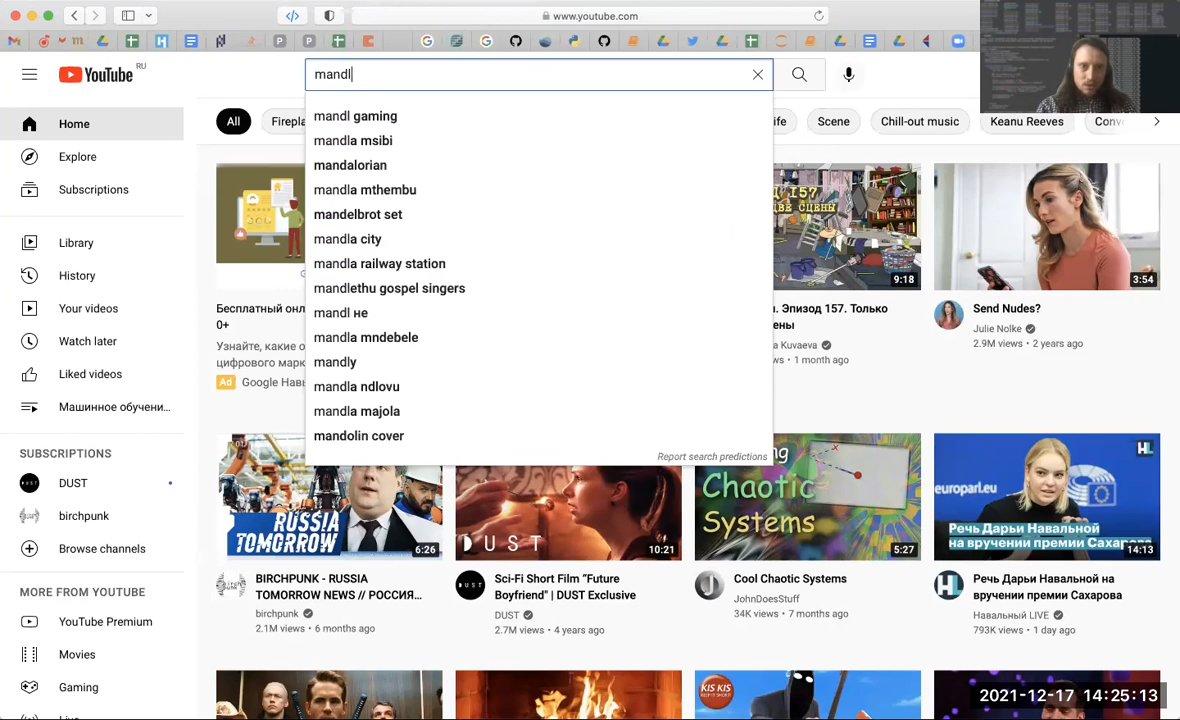 www.youtube.com
YouTube RU
mandl
All
Firepla
ife
Scene
Chill-out music
Keanu Reeves
Conv
Home
Explore
Subscriptions
Library
History
Your videos
Watch later
Liked videos
Машинное обучени...
SUBSCRIPTIONS
DUST
birchpunk
Browse channels
MORE FROM YOUTUBE
YouTube Premium
Movies
Gaming
Live
mandl gaming
mandla msibi
mandalorian
mandla mthembu
mandelbrot set
mandla city
mandla railway station
mandlethu gospel singers
mandl не
mandla mndebele
mandly
mandla ndlovu
mandla majola
mandolin cover
Report search predictions
Бесплатный онл
0+
Узнайте, какие о
цифрового марк
Ad Google Навы
157
ДВЕ СЦЕНЫ
9:18
ы. Эпизод 157. Только
ены
a Kuvaeva
ws • 1 month ago
3:54
Send Nudes?
Julie Nolke
2.9M views • 2 years ago
RUSSIA
TOMORROW
6:26
BIRCHPUNK - RUSSIA
TOMORROW NEWS // РОССИЯ...
birchpunk
2.1M views • 6 months ago
DUST
10:21
Sci-Fi Short Film “Future
Boyfriend" | DUST Exclusive
DUST
2.7M views • 4 years ago
ng
Chaotic
Systems
5:27
Cool Chaotic Systems
JohnDoesStuff
34K views • 7 months ago
europarl.eu
Речь Дарьи Навальной
на вручении премии Сахарова
14:13
Речь Дарьи Навальной на
вручении премии Сахарова
Навальный LIVE
793K views • 1 day ago
KIS KIS
2021-12-17 14:25:13